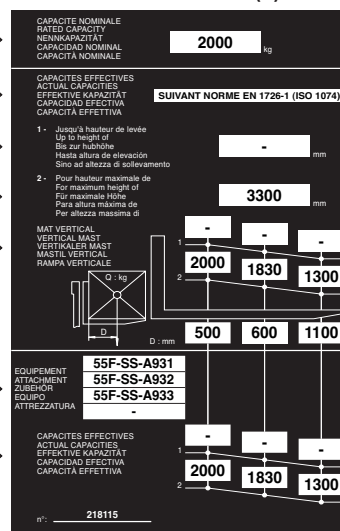 CAPACITE NOMINALE
RATED CAPACITY
NENNKAPAZITÄT
CAPACIDAD NOMINAL
CAPACITÀ NOMINALE
2000 kg
CAPACITES EFFECTIVES
ACTUAL CAPACITIES
EFFEKTIVE KAPAZITÄT
CAPACIDAD EFECTIVA
CAPACITÀ EFFETTIVA
SUIVANT NORME EN 1726-1 (ISO 1074)
1 - Jusqu'à hauteur de levée
Up to height of
Bis zur hubhöhe
Hasta altura de elevación
Sino ad altezza di sollevamento
- mm
2 - Pour hauteur maximale de
For maximum height of
Für maximale Höhe
Para altura máxima de
Per altezza massima di
3300 mm
MAT VERTICAL
VERTICAL MAST
VERTIKALER MAST
MASTIL VERTICAL
RAMPA VERTICALE
1 - - -
2 2000 1830 1300
Q : kg
D
D : mm
500 600 1100
EQUIPEMENT
ATTACHMENT
ZUBEHÖR
EQUIPO
ATTREZZATURA
55F-SS-A931
55F-SS-A932
55F-SS-A933
-
CAPACITES EFFECTIVES
ACTUAL CAPACITIES
EFFEKTIVE KAPAZITÄT
CAPACIDAD EFECTIVA
CAPACITÀ EFFETTIVA
1 - - -
2 2000 1830 1300
n°: 218115